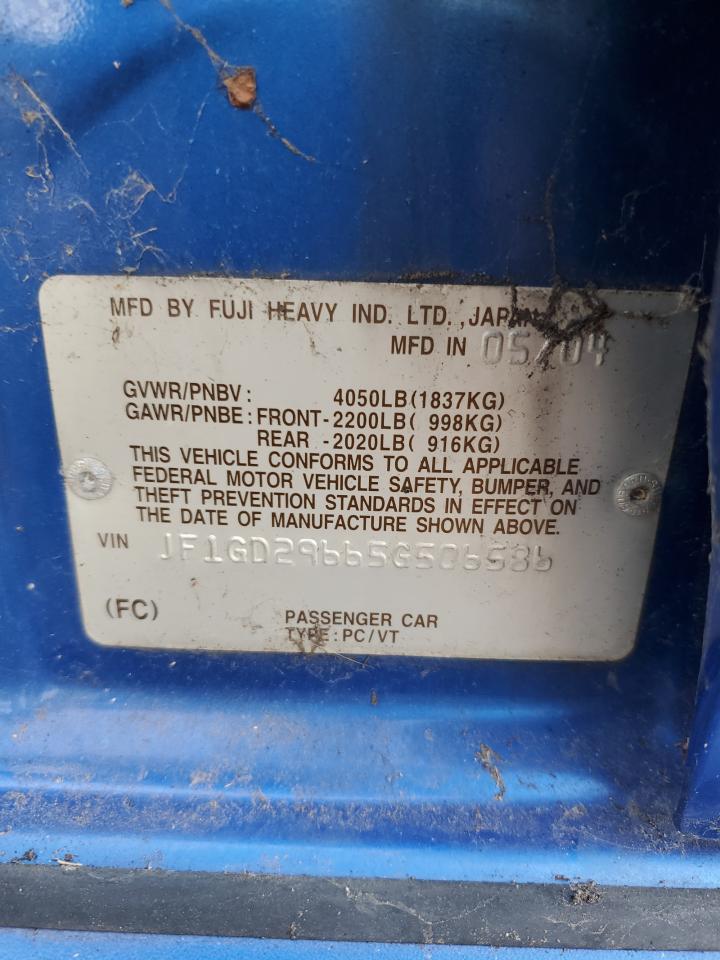 MFD BY FUJI HEAVY IND. LTD. ,JAPAN
MFD IN 05/04
GVWR/PNBV: 4050LB(1837KG)
GAWR/PNBE: FRONT-2200LB( 998KG)
REAR -2020LB( 916KG)
THIS VEHICLE CONFORMS TO ALL APPLICABLE
FEDERAL MOTOR VEHICLE SAFETY, BUMPER, AND
THEFT PREVENTION STANDARDS IN EFFECT ON
THE DATE OF MANUFACTURE SHOWN ABOVE.
VIN JF1GD29665G506586
(FC) PASSENGER CAR
TYPE: PC/VT